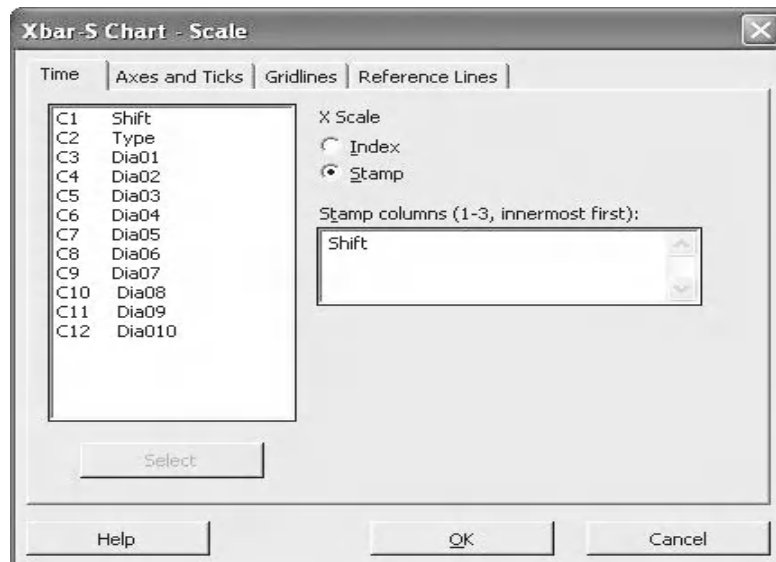 Xbar-S Chart - Scale
Time Axes and Ticks Gridlines Reference Lines
C1 Shift
C2 Type
C3 Dia01
C4 Dia02
C5 Dia03
C6 Dia04
C7 Dia05
C8 Dia06
C9 Dia07
C10 Dia08
C11 Dia09
C12 Dia010
X Scale
Index
Stamp
Stamp columns (1-3, innermost first):
Shift
Select
Help OK Cancel